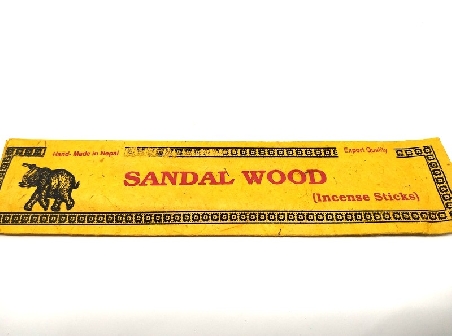 Hand- Made in Nepal Export Quality
SANDAL WOOD
(Incense Sticks)